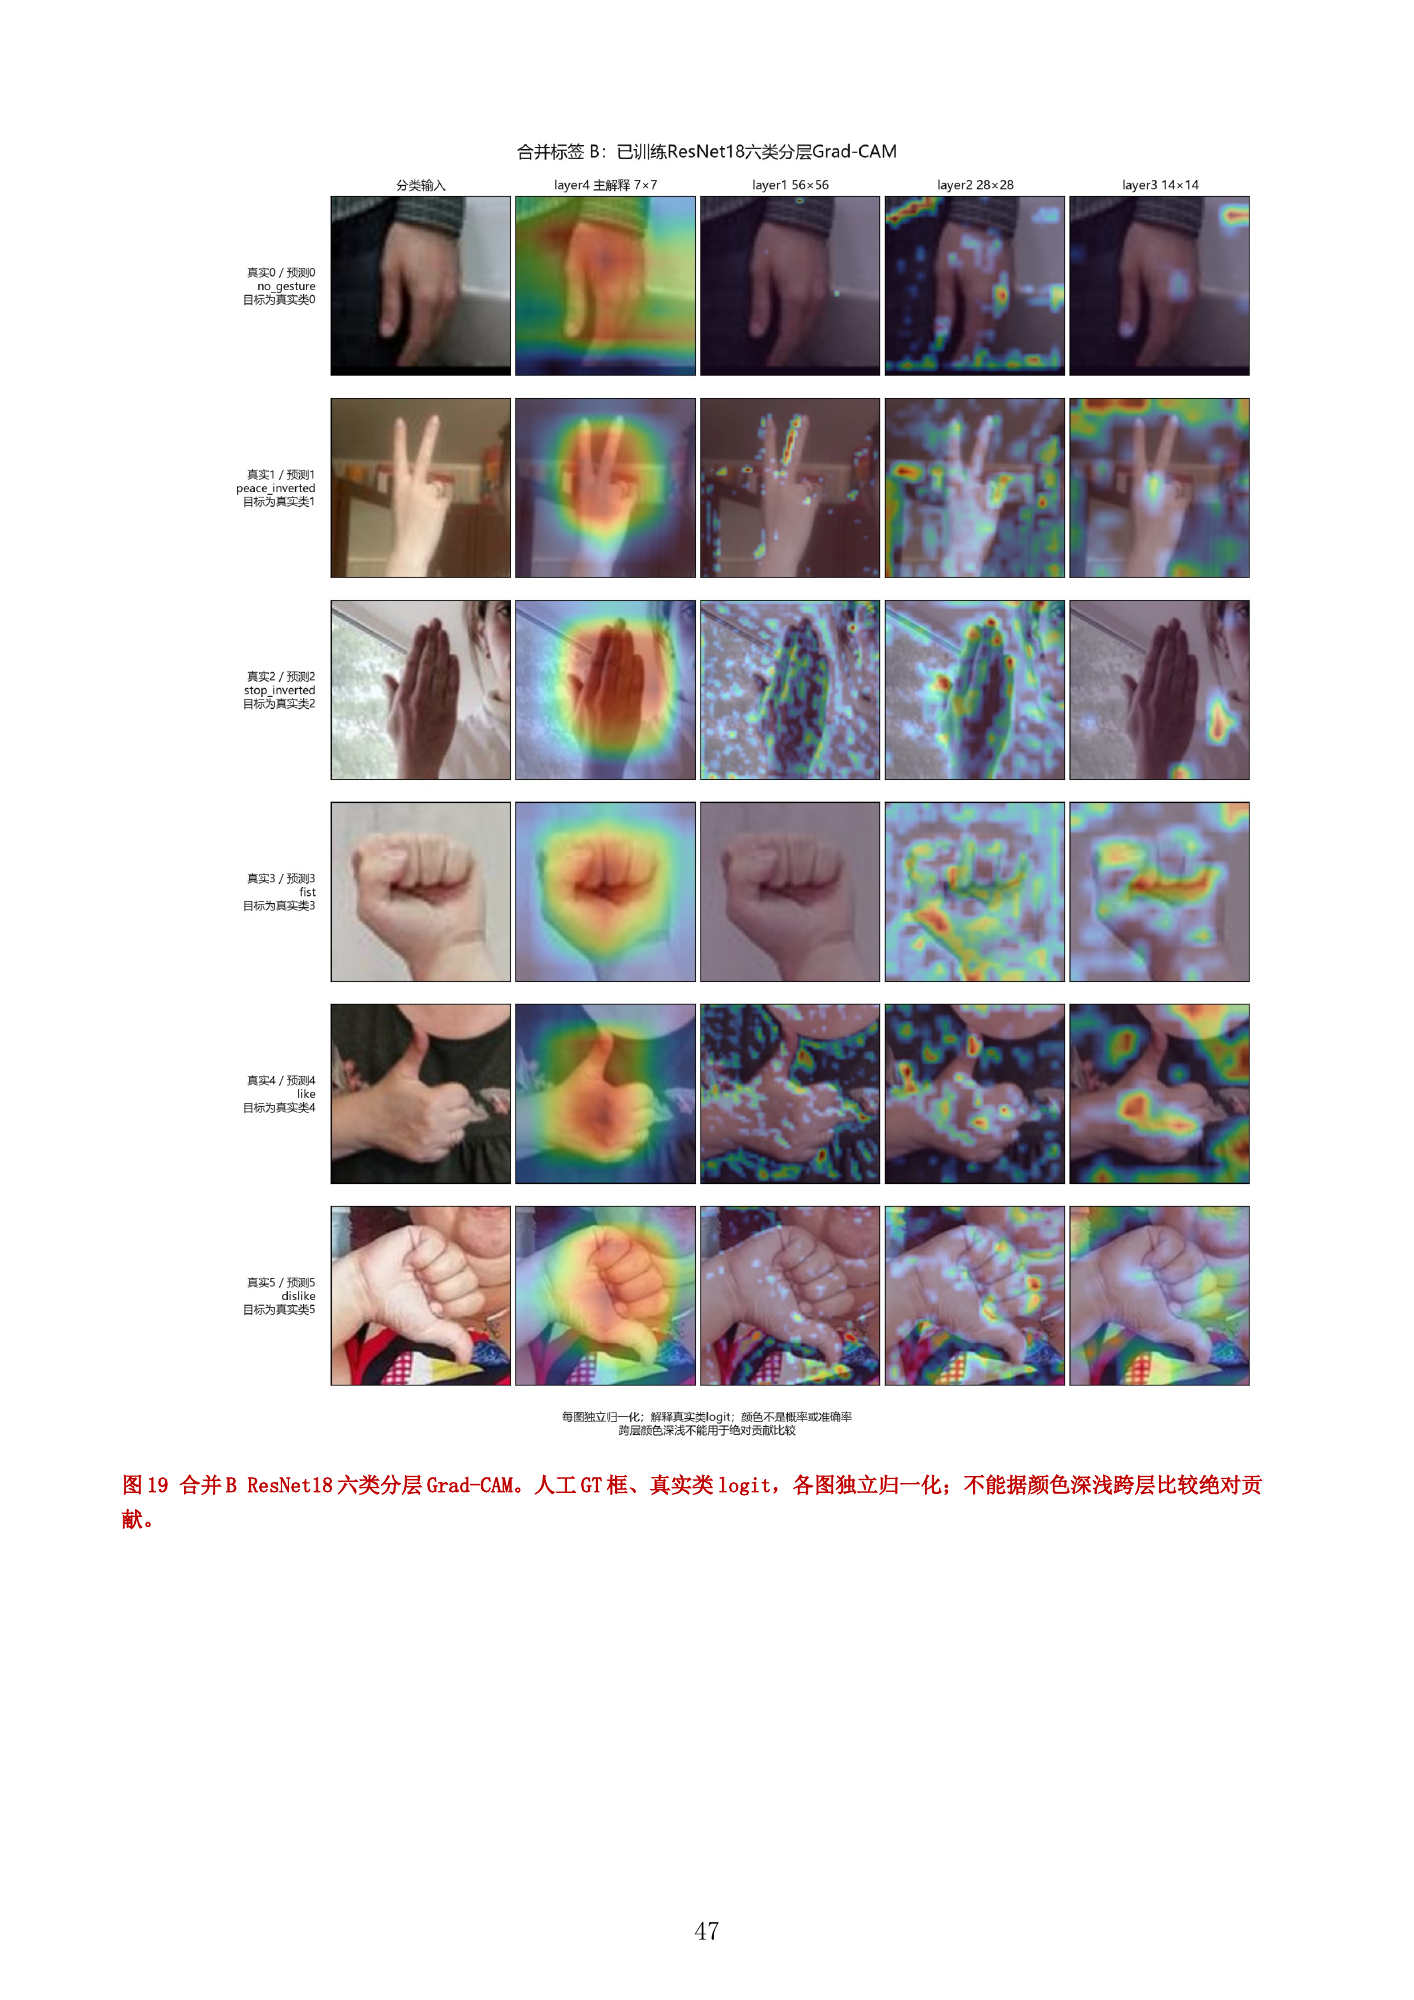 合并标签 B：已训练ResNet18六类分层Grad-CAM
分类输入
layer4 主解释 7×7
layer1 56×56
layer2 28×28
layer3 14×14
真实0 / 预测0
no_gesture
目标为真实类0
真实1 / 预测1
peace_inverted
目标为真实类1
真实2 / 预测2
stop_inverted
目标为真实类2
真实3 / 预测3
fist
目标为真实类3
真实4 / 预测4
like
目标为真实类4
真实5 / 预测5
dislike
目标为真实类5
每图独立归一化；解释真实类logit；颜色不是概率或准确率
跨层颜色深浅不能用于绝对贡献比较
图 19 合并 B ResNet18 六类分层 Grad-CAM。人工 GT 框、真实类 logit，各图独立归一化；不能据颜色深浅跨层比较绝对贡
献。
47